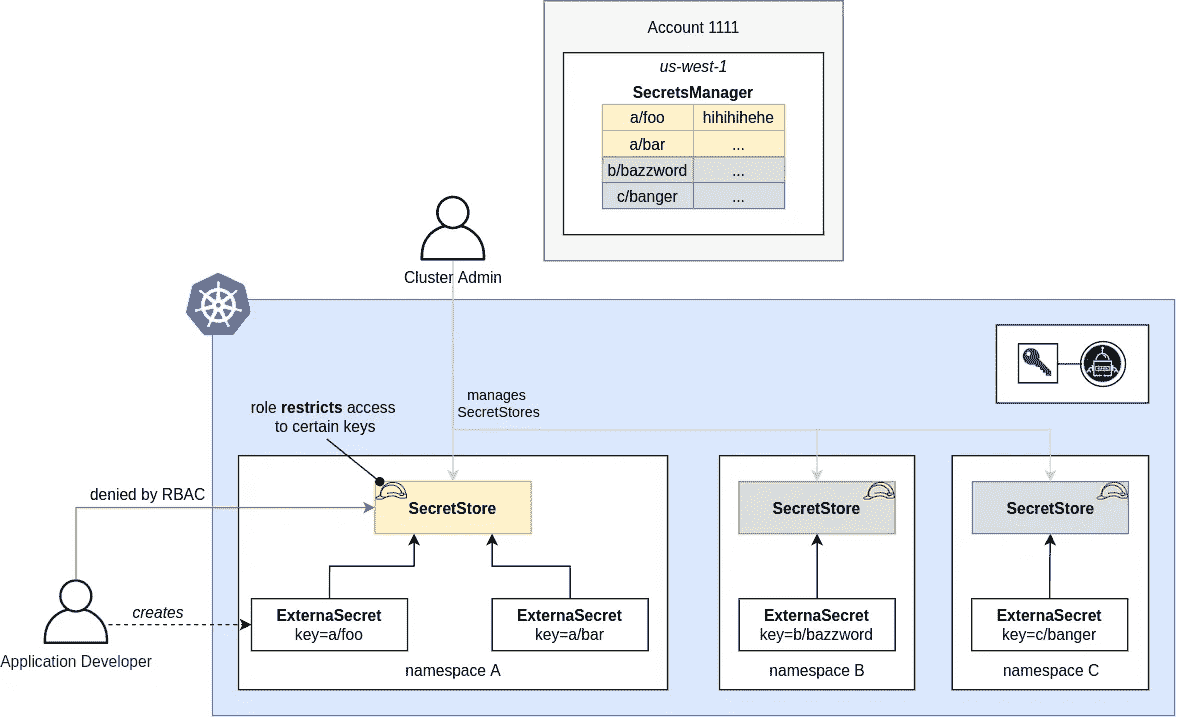 Account 1111
us-west-1
SecretsManager
a/foo hihihihehe
a/bar ...
b/bazzword ...
c/banger ...
Cluster Admin
manages
SecretStores
role restricts access
to certain keys
denied by RBAC
SecretStore
SecretStore
SecretStore
creates
Application Developer
ExternaSecret
key=a/foo
ExternaSecret
key=a/bar
namespace A
ExternaSecret
key=b/bazzword
namespace B
ExternaSecret
key=c/banger
namespace C